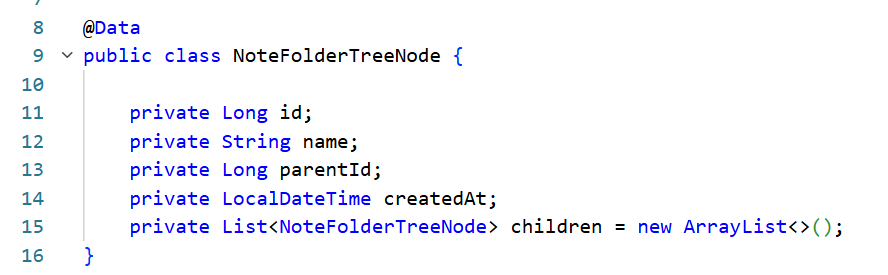 8 @Data
9 public class NoteFolderTreeNode {
10
11 private Long id;
12 private String name;
13 private Long parentId;
14 private LocalDateTime createdAt;
15 private List<NoteFolderTreeNode> children = new ArrayList<>();
16 }